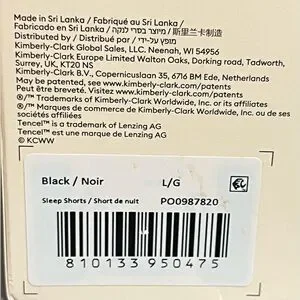 Made in Sri Lanka / Fabriqué au Sri Lanka /
Fabricado en Sri Lanka / מיוצר בסרי לנקה / 斯里兰卡制造
Distributed by / Distribué par / מופץ על-ידי
Kimberly-Clark Global Sales, LLC. Neenah, WI 54956
Kimberly-Clark Europe Limited Walton Oaks, Dorking Road, Tadworth,
Surrey, UK, KT20 NS
Kimberly-Clark B.V., Copernicuslaan 35, 6716 BM Ede, Netherlands
May be patented/see www.kimberly-clark.com/patents
Peut être breveté. Visitez www.kimberly-clark.com/patents
®/™ Trademarks of Kimberly-Clark Worldwide, Inc. or its affiliates
®/™ Marques de commerce de Kimberly-Clark Worldwide, Inc. ou de ses
sociétés affiliées
Tencel™ is a trademark of Lenzing AG
Tencel™ est une marque de Lenzing AG
© KCWW
Black / Noir L/G
Sleep Shorts / Short de nuit PO0987820
810133950475